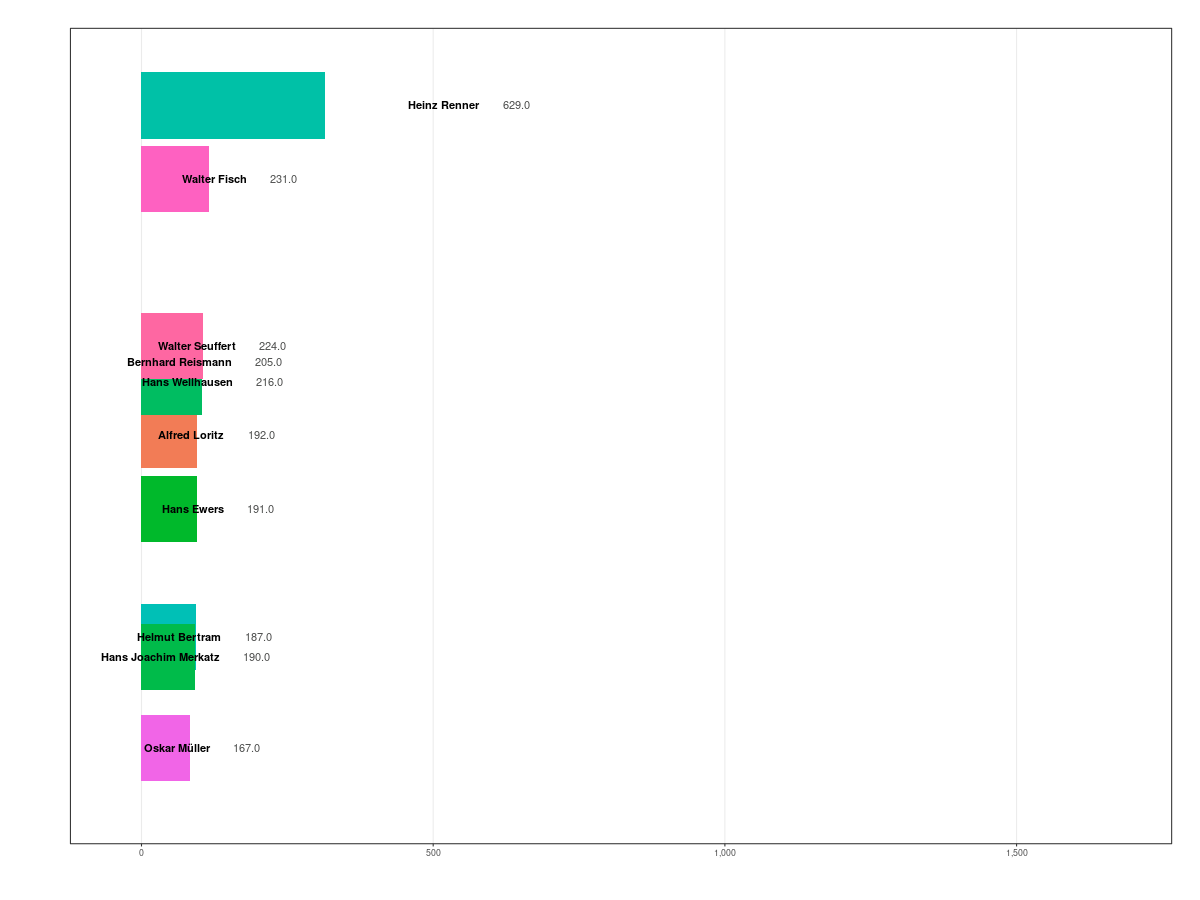 Heinz Renner 629.0
Walter Fisch 231.0
Walter Seuffert 224.0
Bernhard Reismann 205.0
Hans Wellhausen 216.0
Alfred Loritz 192.0
Hans Ewers 191.0
Helmut Bertram 187.0
Hans Joachim Merkatz 190.0
Oskar Müller 167.0
0 500 1,000 1,500